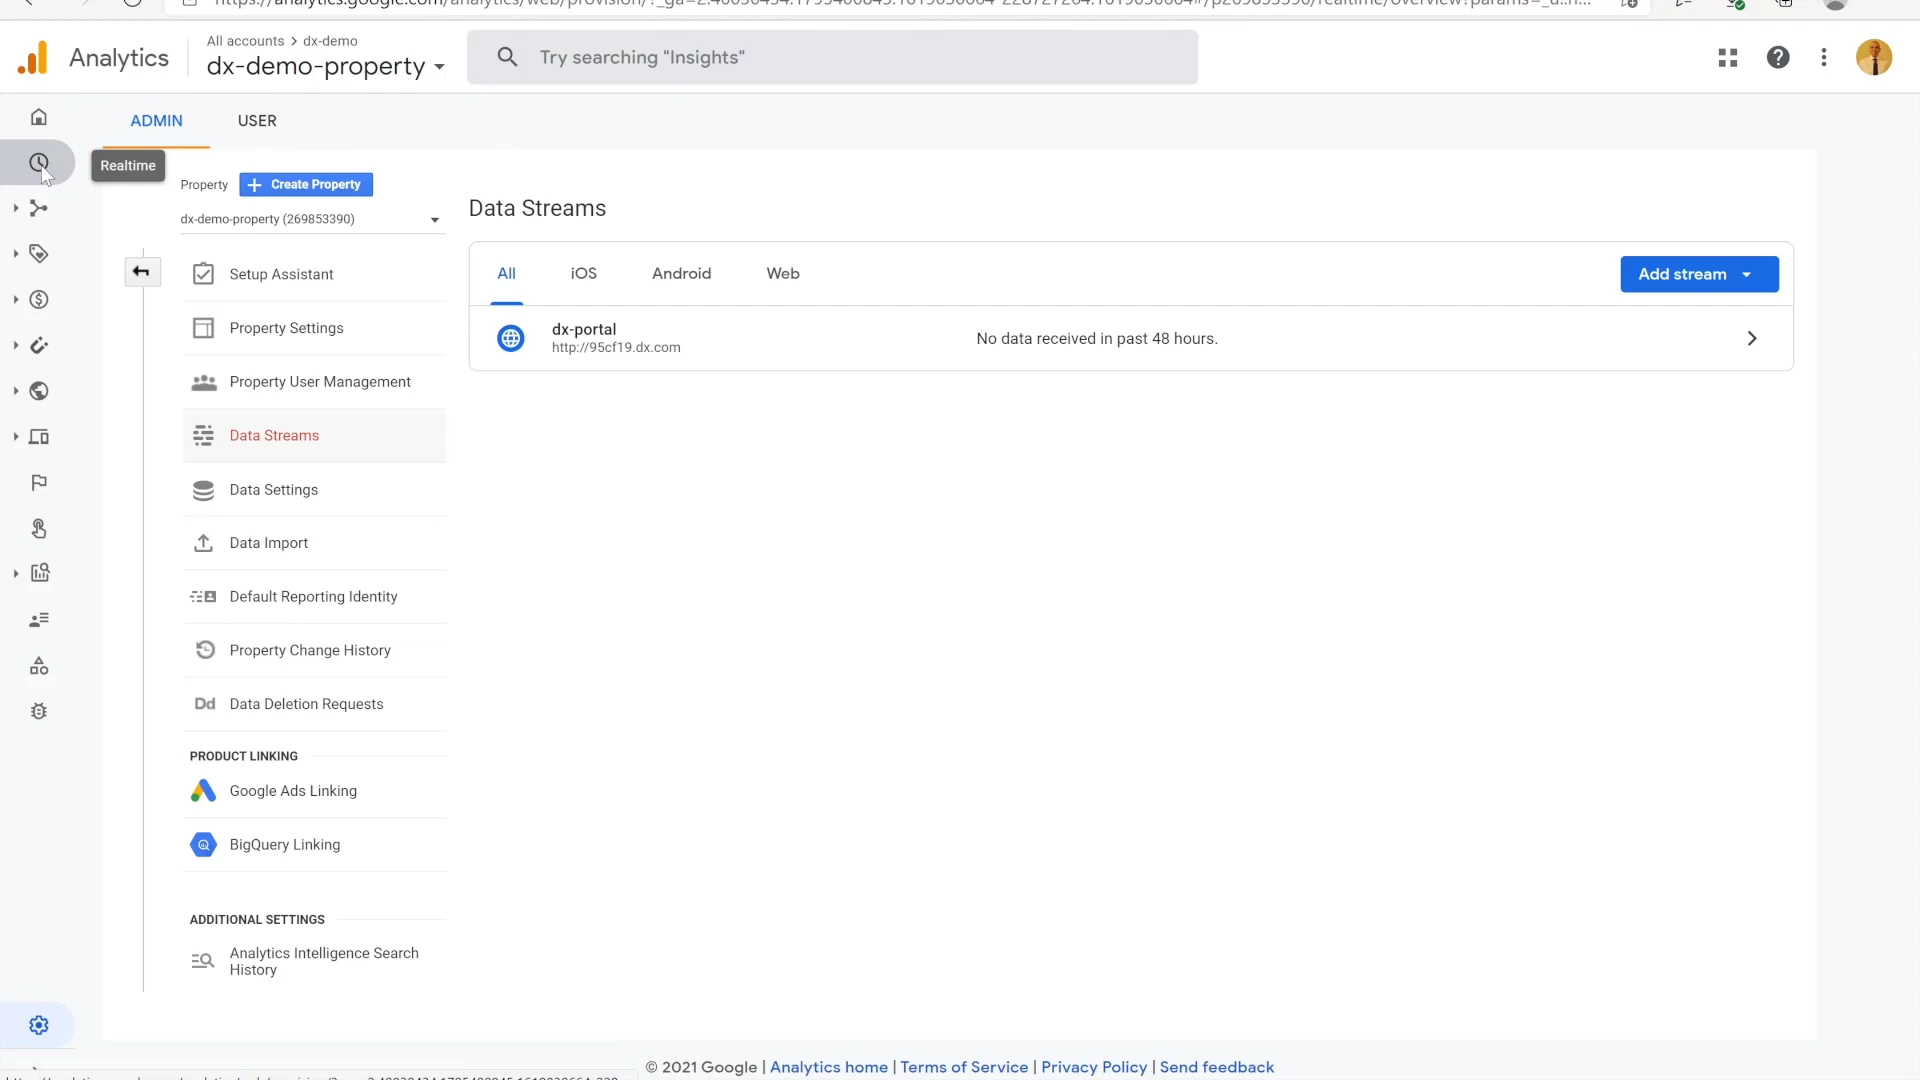 All accounts > dx-demo
Analytics
dx-demo-property
Try searching "Insights"
ADMIN
USER
Realtime
Property
Create Property
dx-demo-property (269853390)
Setup Assistant
Property Settings
Property User Management
Data Streams
Data Settings
Data Import
Default Reporting Identity
Property Change History
Dd Data Deletion Requests
PRODUCT LINKING
Google Ads Linking
BigQuery Linking
ADDITIONAL SETTINGS
Analytics Intelligence Search
History
Data Streams
All
iOS
Android
Web
Add stream
dx-portal
http://95cf19.dx.com
No data received in past 48 hours.
© 2021 Google | Analytics home | Terms of Service | Privacy Policy | Send feedback